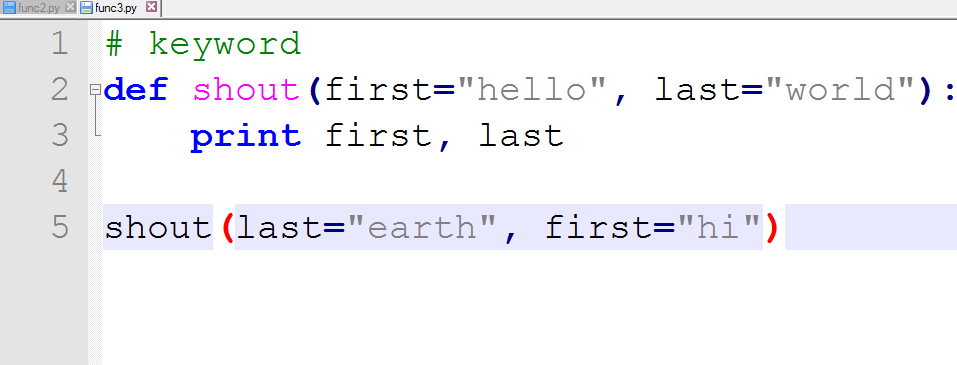 func2.py func3.py
1 # keyword
2 def shout(first="hello", last="world"):
3     print first, last
4
5 shout(last="earth", first="hi")